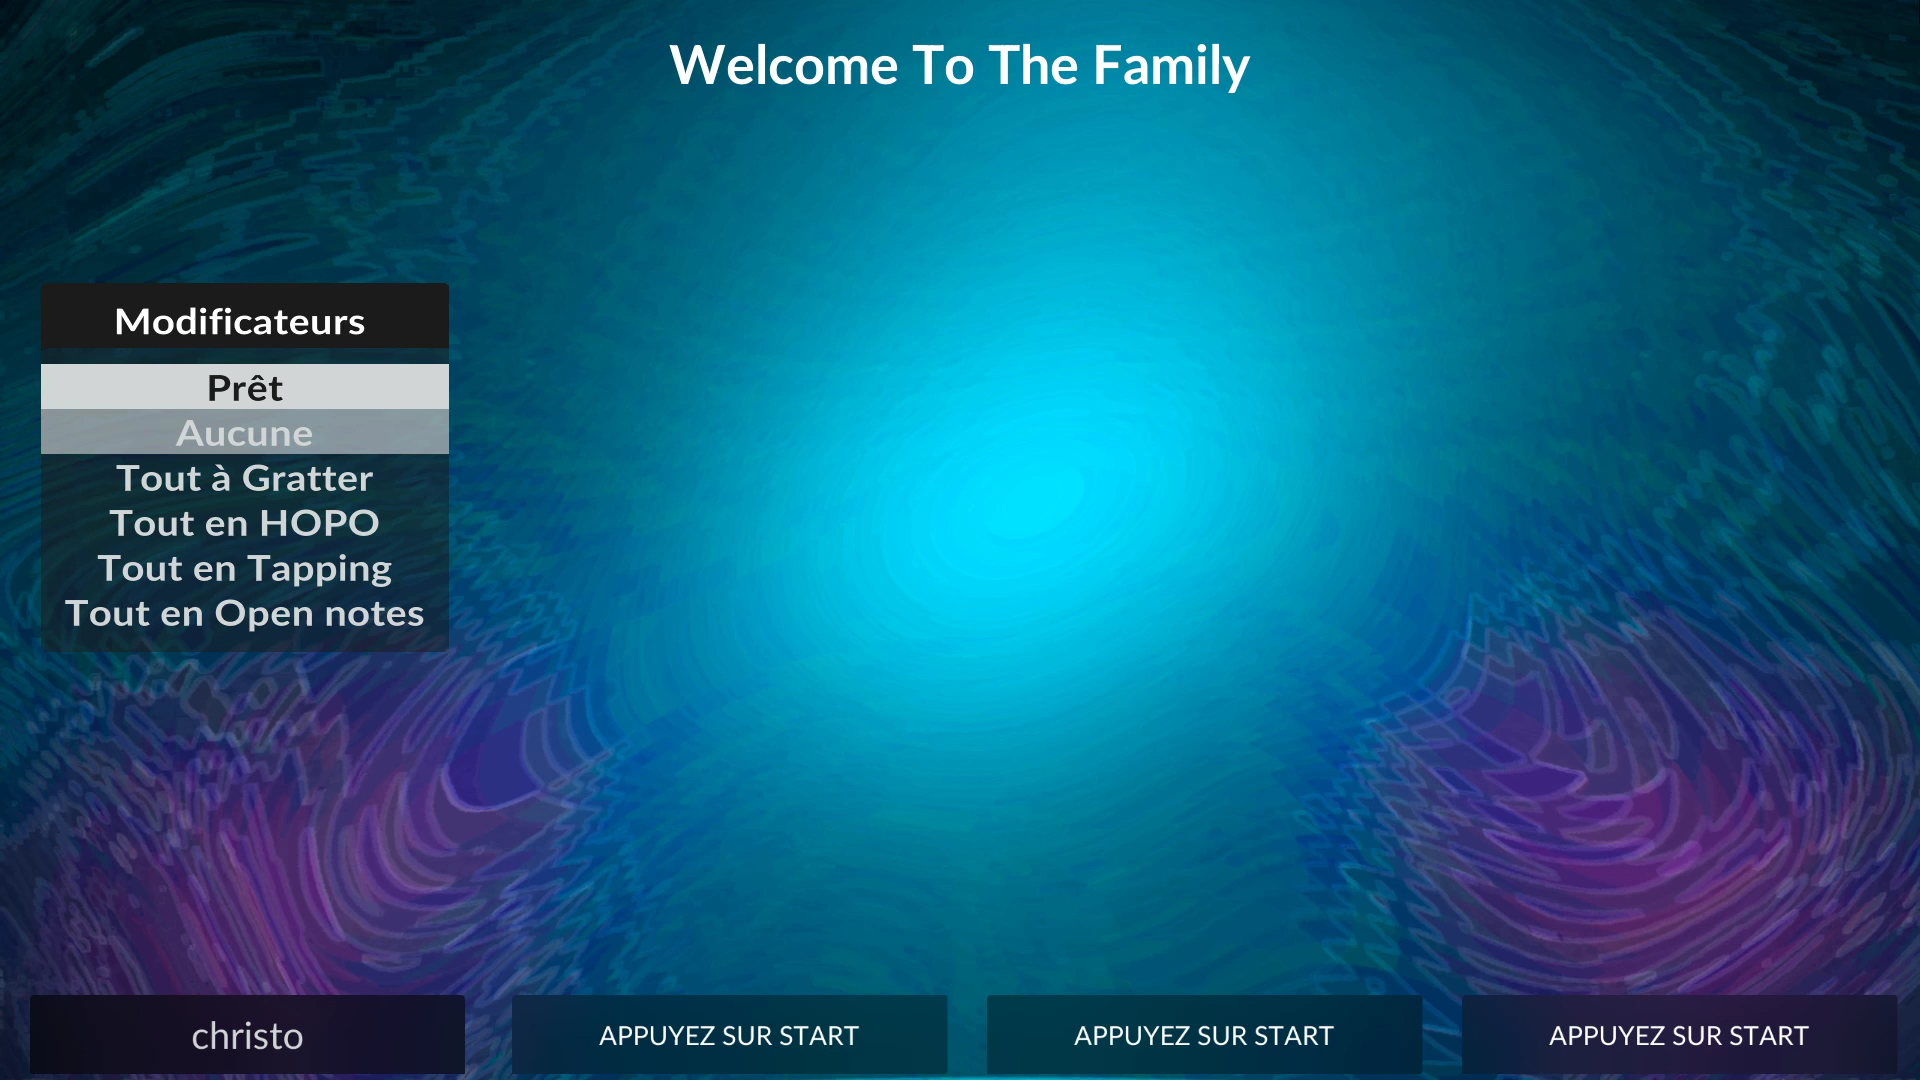 Welcome To The Family
Modificateurs
Prêt
Aucune
Tout à Gratter
Tout en HOPO
Tout en Tapping
Tout en Open notes
christo
APPUYEZ SUR START
APPUYEZ SUR START
APPUYEZ SUR START